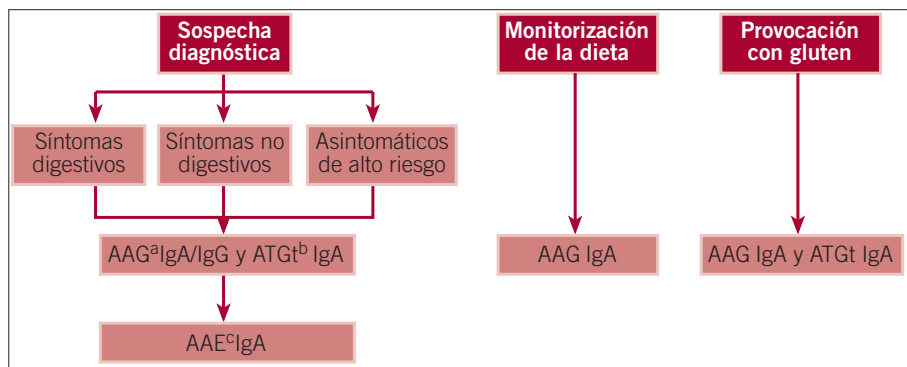 Sospecha
diagnóstica
Monitorización
de la dieta
Provocación
con gluten
Síntomas
digestivos
Síntomas no
digestivos
Asintomáticos
de alto riesgo
AAGᵃIgA/IgG y ATGtᵇ IgA
AAG IgA
AAG IgA y ATGt IgA
AAEᶜIgA